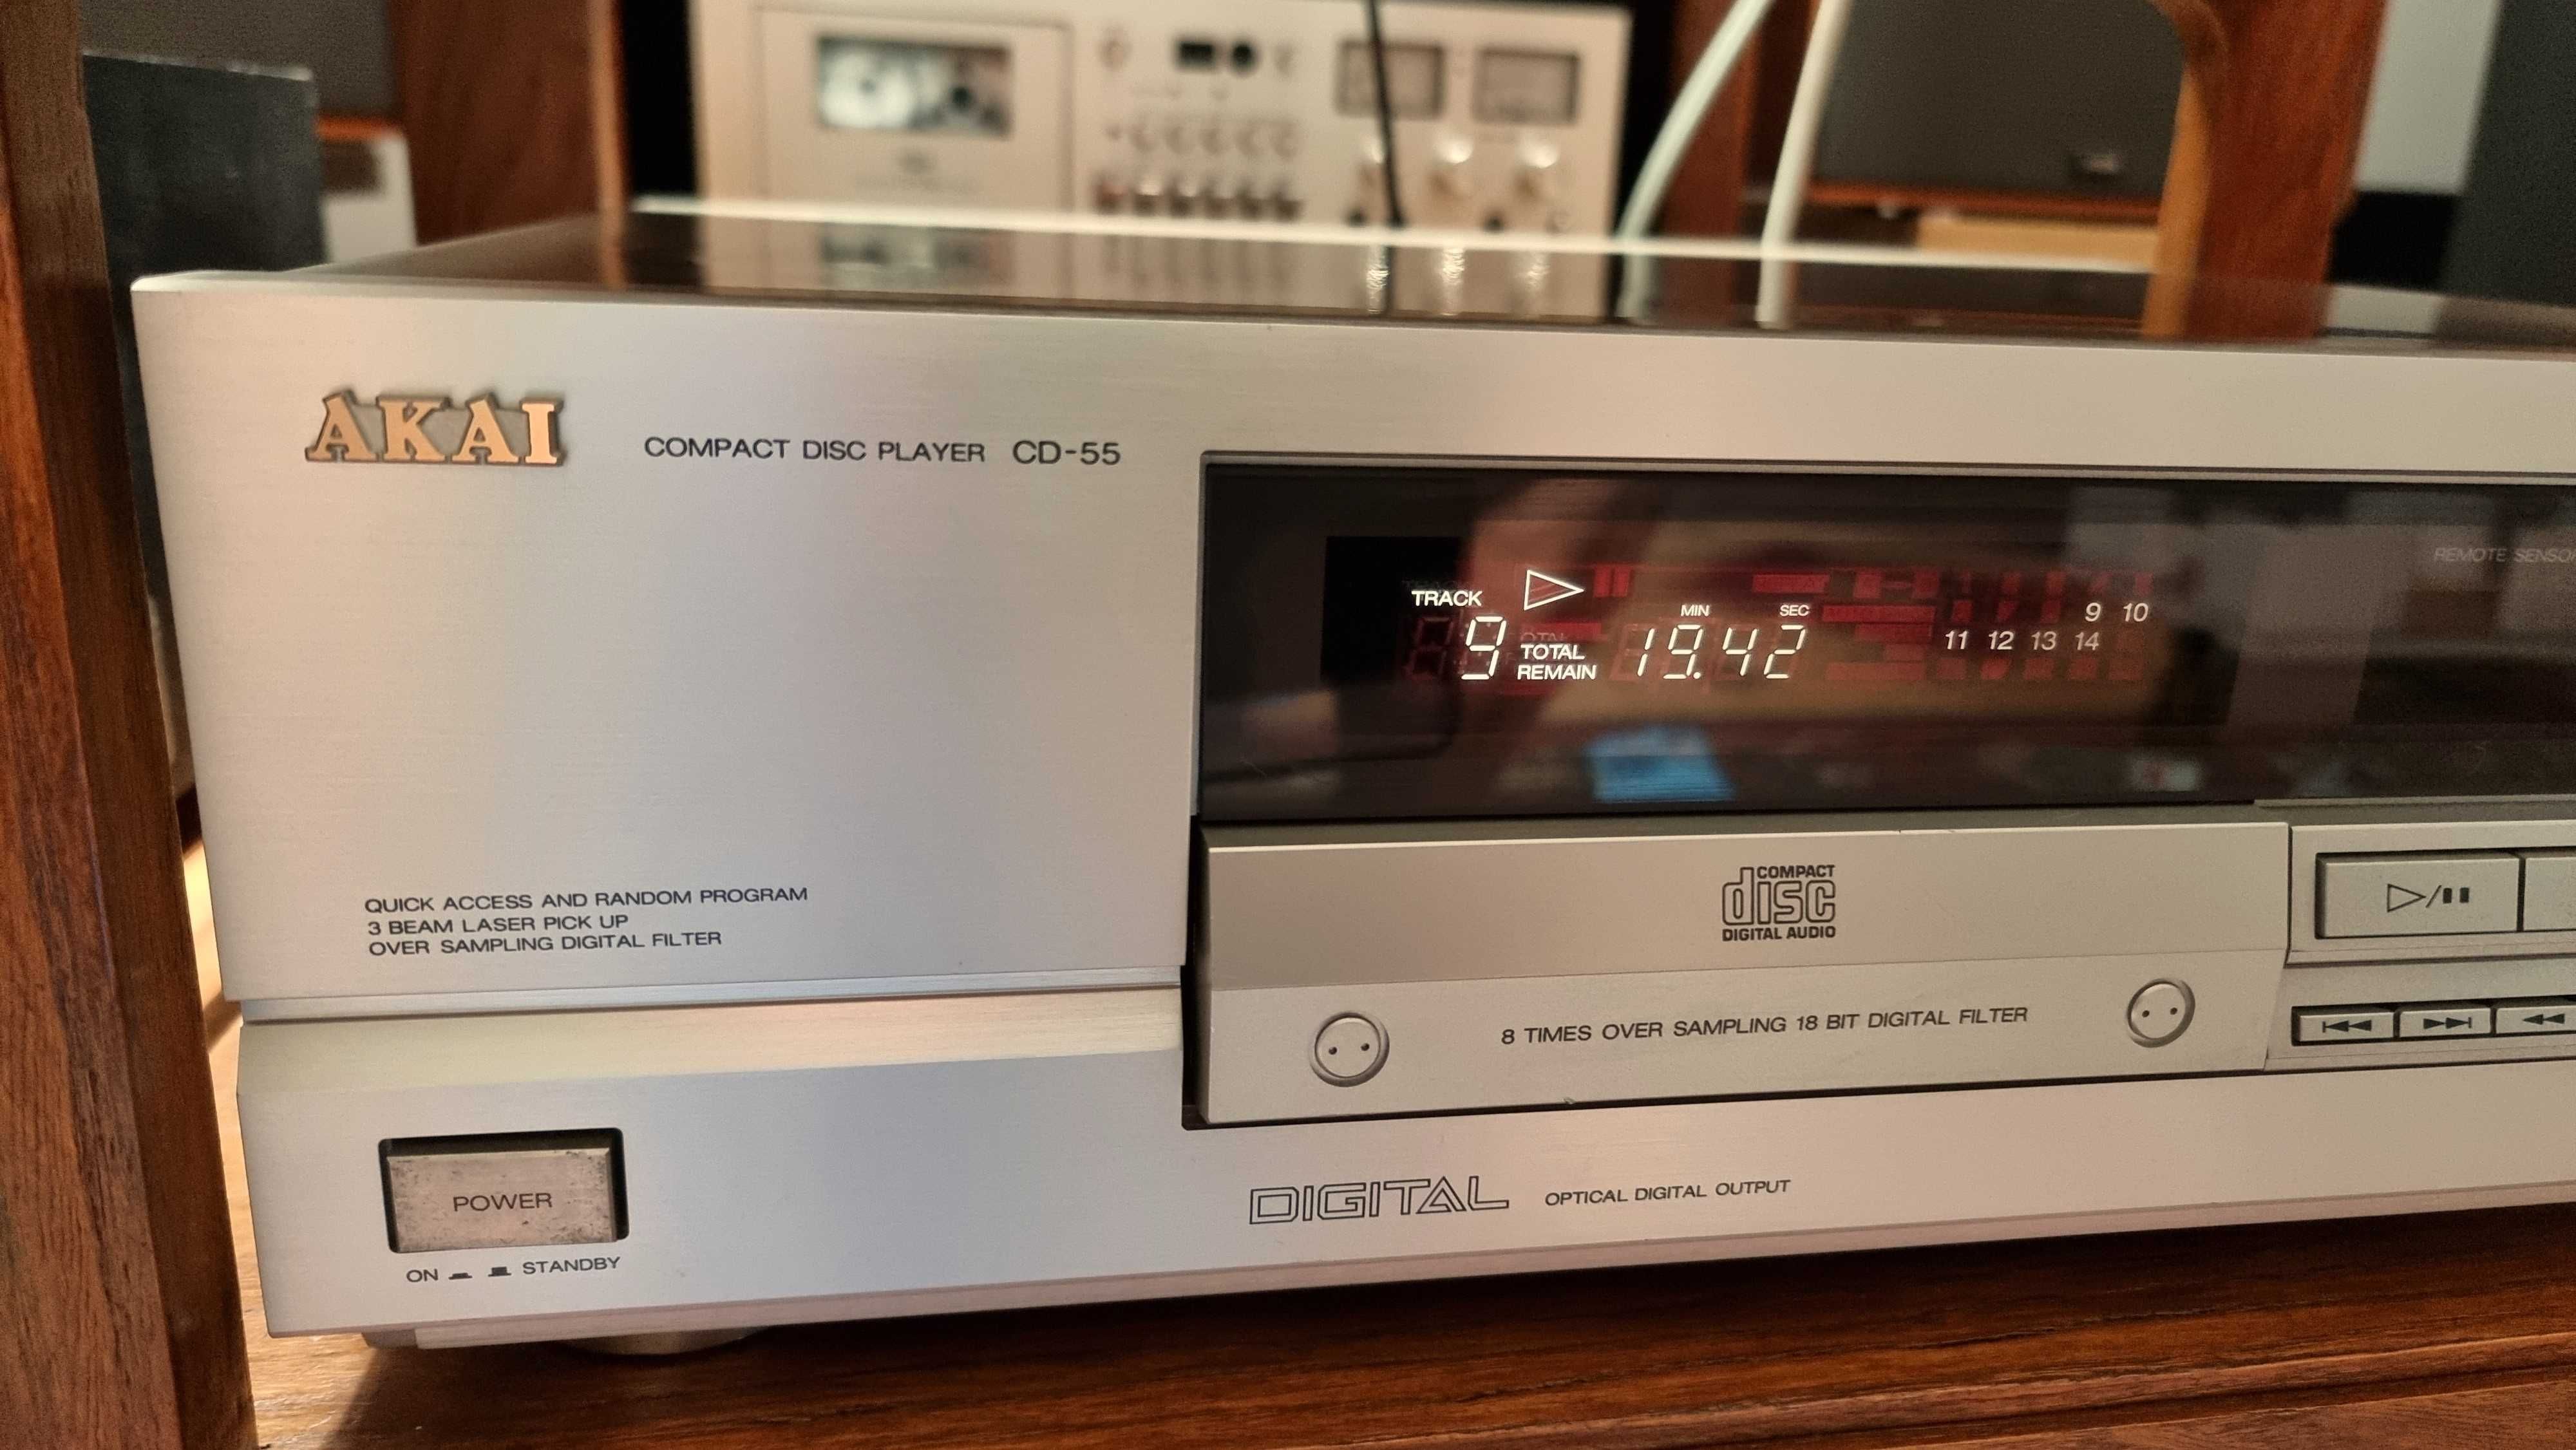 AKAI COMPACT DISC PLAYER CD-55
REMOTE SENSO
TRACK MIN SEC 9 10
9 TOTAL REMAIN 19.42 11 12 13 14
COMPACT
disc
DIGITAL AUDIO
QUICK ACCESS AND RANDOM PROGRAM
3 BEAM LASER PICK UP
OVER SAMPLING DIGITAL FILTER
8 TIMES OVER SAMPLING 18 BIT DIGITAL FILTER
POWER
ON STANDBY
DIGITAL OPTICAL DIGITAL OUTPUT